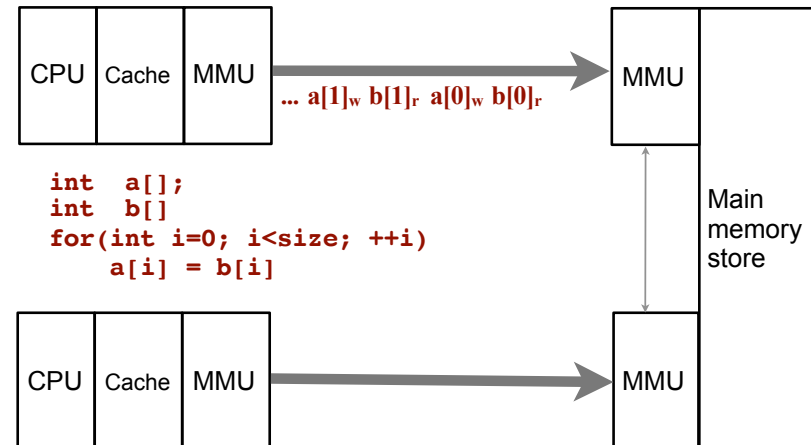 CPU Cache MMU MMU
... a[1]w b[1]r a[0]w b[0]r
int  a[];
int  b[]
for(int i=0; i<size; ++i)
    a[i] = b[i]
Main
memory
store
CPU Cache MMU MMU